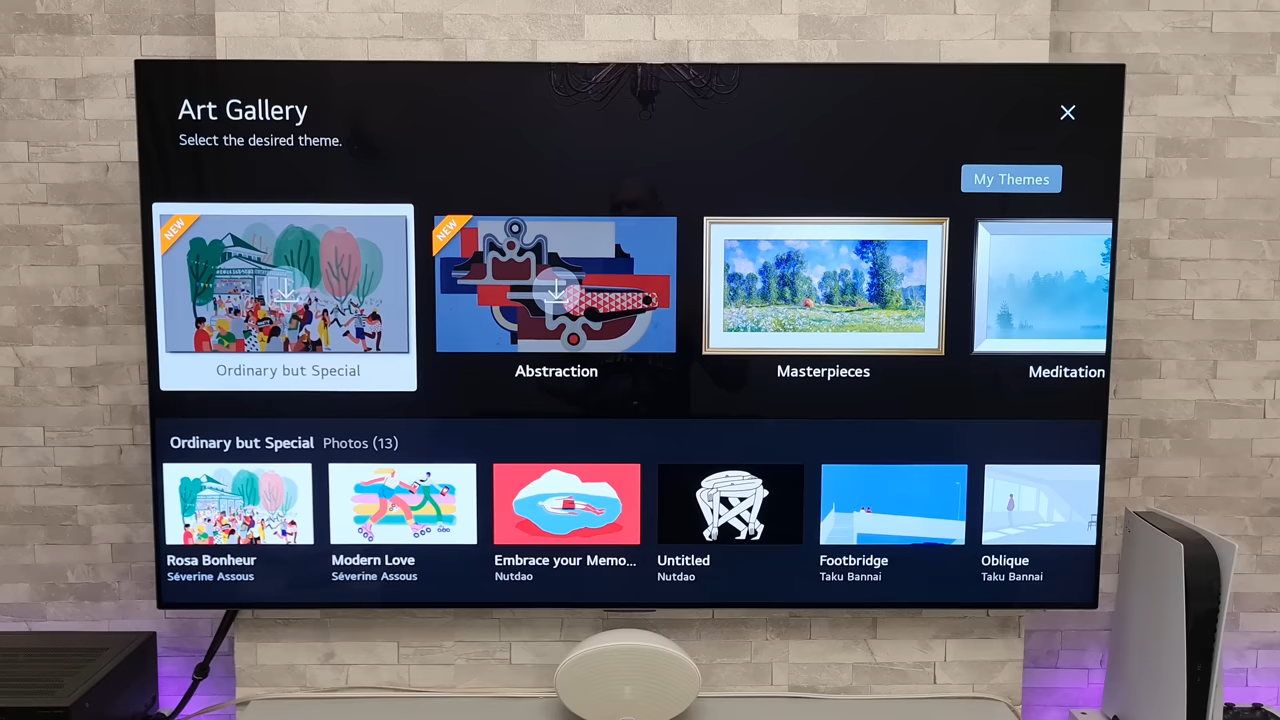 Art Gallery
Select the desired theme.
My Themes
NEW
NEW
Ordinary but Special
Abstraction
Masterpieces
Meditation
Ordinary but Special Photos (13)
Rosa Bonheur
Séverine Assous
Modern Love
Séverine Assous
Embrace your Memo...
Nutdao
Untitled
Nutdao
Footbridge
Taku Bannai
Oblique
Taku Bannai